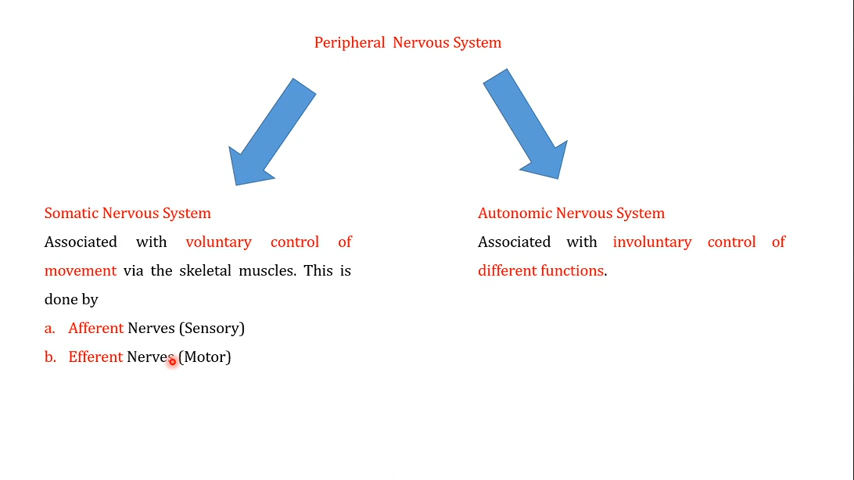 Peripheral Nervous System
Somatic Nervous System
Associated with voluntary control of
movement via the skeletal muscles. This is
done by
a. Afferent Nerves (Sensory)
b. Efferent Nerves (Motor)
Autonomic Nervous System
Associated with involuntary control of
different functions.